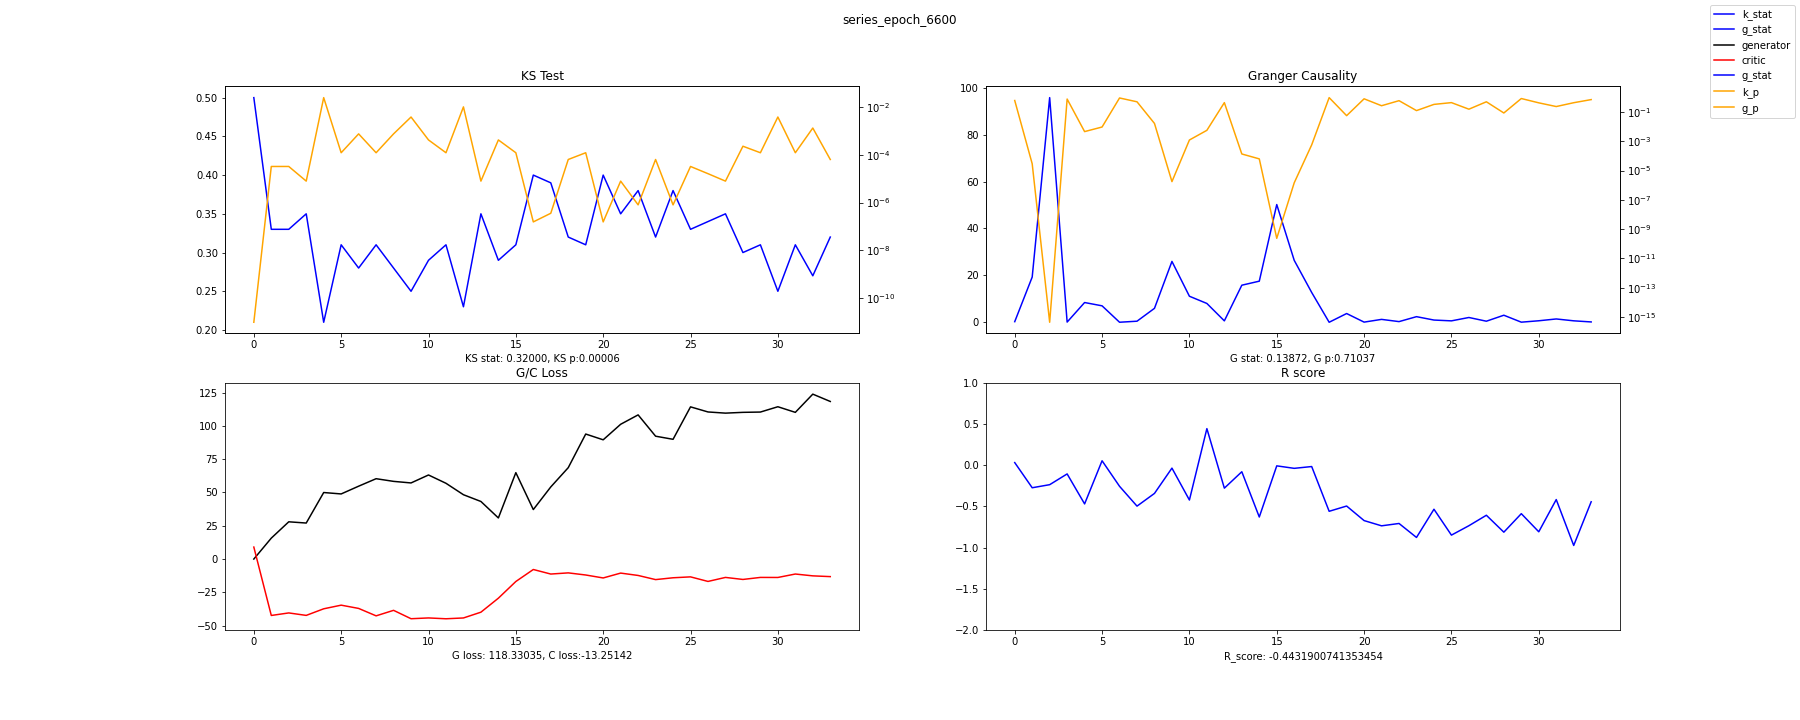 series_epoch_6600
k_stat
g_stat
generator
critic
g_stat
k_p
g_p
KS Test
0.50
0.45
0.40
0.35
0.30
0.25
0.20
10⁻²
10⁻⁴
10⁻⁶
10⁻⁸
10⁻¹⁰
0 5 10 15 20 25 30
KS stat: 0.32000, KS p:0.00006
Granger Causality
100
80
60
40
20
0
10⁻¹
10⁻³
10⁻⁵
10⁻⁷
10⁻⁹
10⁻¹¹
10⁻¹³
10⁻¹⁵
0 5 10 15 20 25 30
G stat: 0.13872, G p:0.71037
G/C Loss
125
100
75
50
25
0
−25
−50
0 5 10 15 20 25 30
G loss: 118.33035, C loss:-13.25142
R score
1.0
0.5
0.0
−0.5
−1.0
−1.5
−2.0
0 5 10 15 20 25 30
R_score: -0.4431900741353454